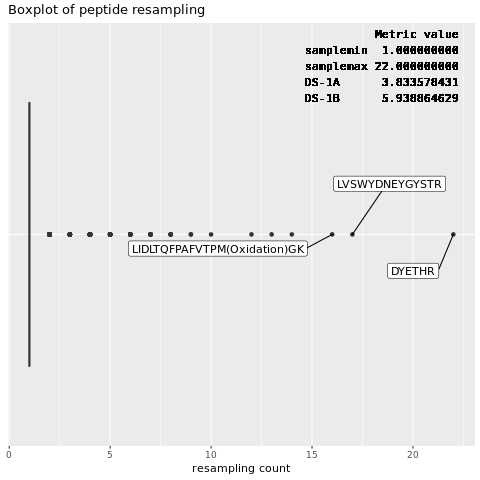 Boxplot of peptide resampling
Metric value
samplemin 1.000000000
samplemax 22.000000000
DS-1A 3.833578431
DS-1B 5.938864629
LVSWYDNEYGYSTR
LIDLTQFPAFVTPM(Oxidation)GK
DYETHR
0 5 10 15 20
resampling count